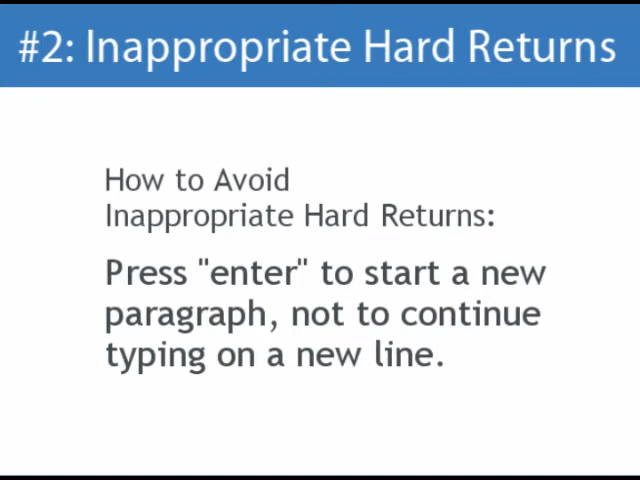 #2: Inappropriate Hard Returns
How to Avoid
Inappropriate Hard Returns:
Press "enter" to start a new
paragraph, not to continue
typing on a new line.